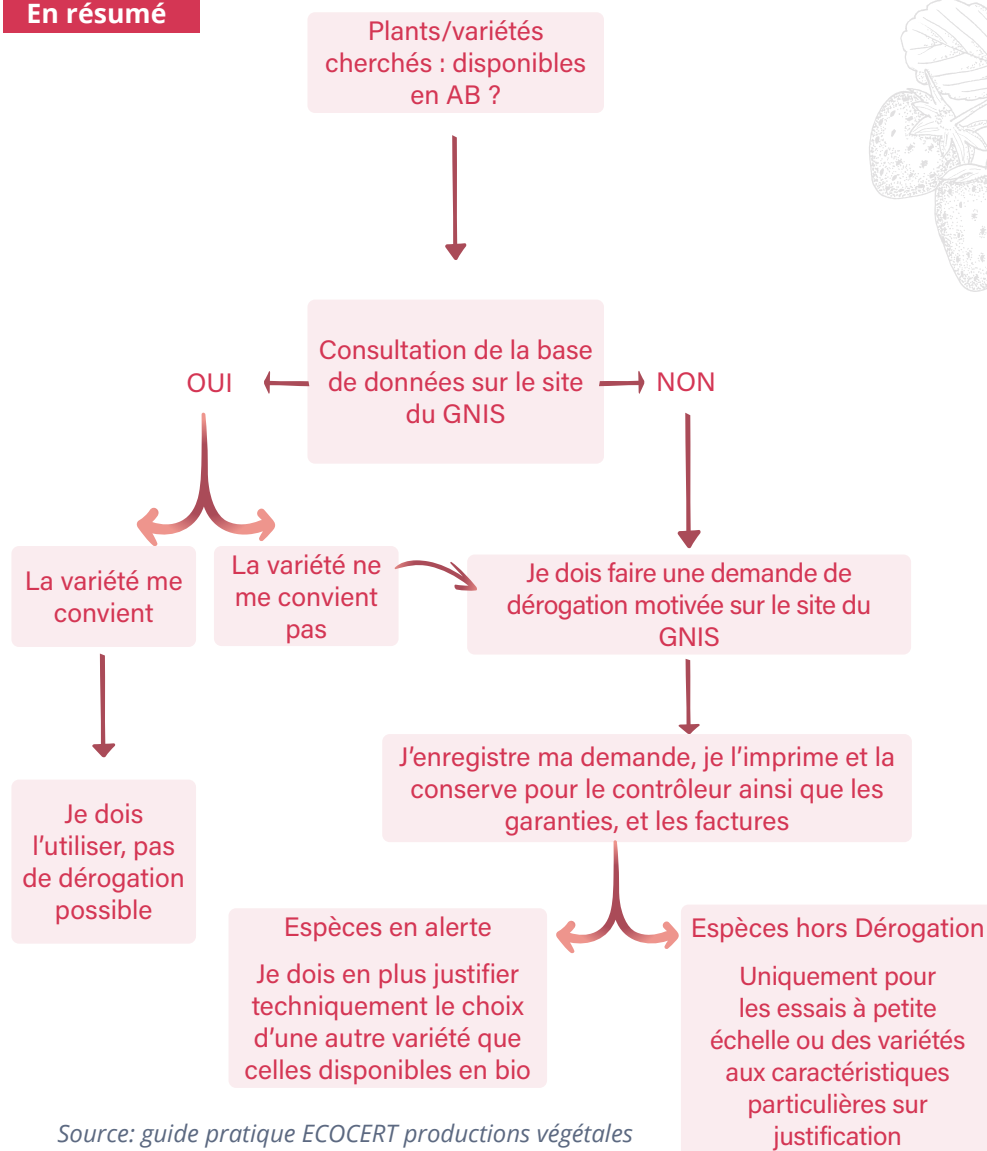 En résumé
Plants/variétés
cherchés : disponibles
en AB ?
Consultation de la base
de données sur le site
du GNIS
OUI
NON
La variété me
convient
La variété ne
me convient
pas
Je dois faire une demande de
dérogation motivée sur le site du
GNIS
J'enregistre ma demande, je l'imprime et la
conserve pour le contrôleur ainsi que les
garanties, et les factures
Je dois
l'utiliser, pas
de dérogation
possible
Espèces en alerte
Je dois en plus justifier
techniquement le choix
d'une autre variété que
celles disponibles en bio
Espèces hors Dérogation
Uniquement pour
les essais à petite
échelle ou des variétés
aux caractéristiques
particulières sur
justification
Source: guide pratique ECOCERT productions végétales